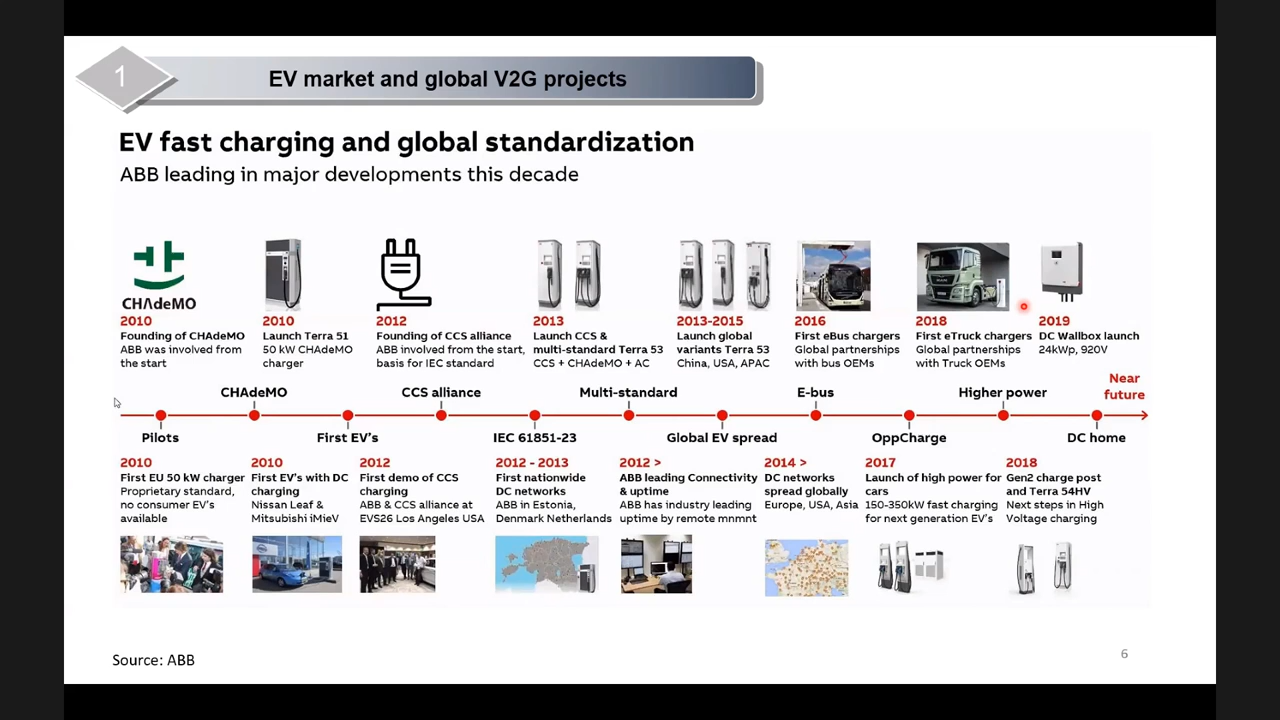 1
EV market and global V2G projects
EV fast charging and global standardization
ABB leading in major developments this decade
CHΛdeMO
2010
Founding of CHAdeMO
ABB was involved from
the start
2010
Launch Terra 51
50 kW CHAdeMO
charger
2012
Founding of CCS alliance
ABB involved from the start,
basis for IEC standard
2013
Launch CCS &
multi-standard Terra 53
CCS + CHAdeMO + AC
2013-2015
Launch global
variants Terra 53
China, USA, APAC
2016
First eBus chargers
Global partnerships
with bus OEMs
2018
First eTruck chargers
Global partnerships
with Truck OEMs
2019
DC Wallbox launch
24kWp, 920V
Near
future
CHAdeMO
CCS alliance
Multi-standard
E-bus
Higher power
Pilots
First EV's
IEC 61851-23
Global EV spread
OppCharge
DC home
2010
First EU 50 kW charger
Proprietary standard,
no consumer EV's
available
2010
First EV's with DC
charging
Nissan Leaf &
Mitsubishi iMieV
2012
First demo of CCS
charging
ABB & CCS alliance at
EVS26 Los Angeles USA
2012 - 2013
First nationwide
DC networks
ABB in Estonia,
Denmark Netherlands
2012 >
ABB leading Connectivity
& uptime
ABB has industry leading
uptime by remote mnmnt
2014 >
DC networks
spread globally
Europe, USA, Asia
2017
Launch of high power for
cars
150-350kW fast charging
for next generation EV's
2018
Gen2 charge post
and Terra 54HV
Next steps in High
Voltage charging
Source: ABB
6